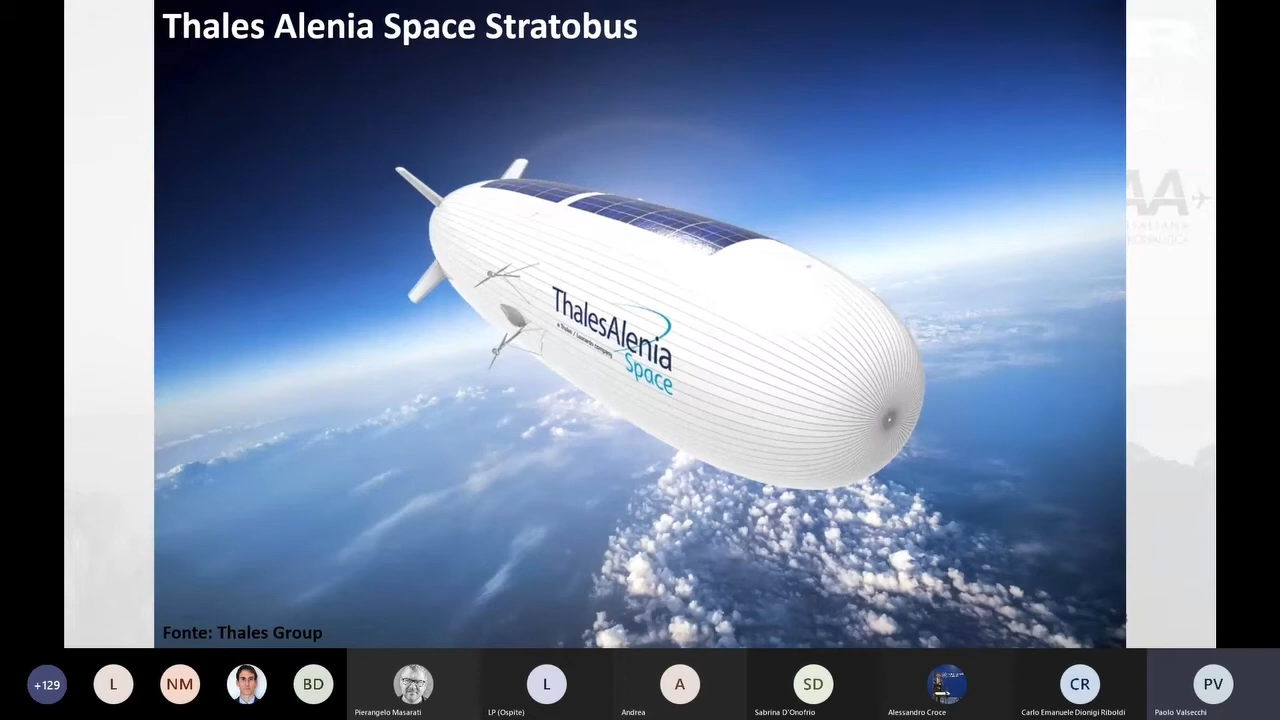 Thales Alenia Space Stratobus
AA
ThalesAlenia
a Thales / Leonardo company
Space
Fonte: Thales Group
+129
L
NM
BD
L
A
SD
CR
PV
Pierangelo Masarati
LP (Ospite)
Andrea
Sabrina D'Onofrio
Alessandro Croce
Carlo Emanuele Dionigi Riboldi
Paolo Valsecchi